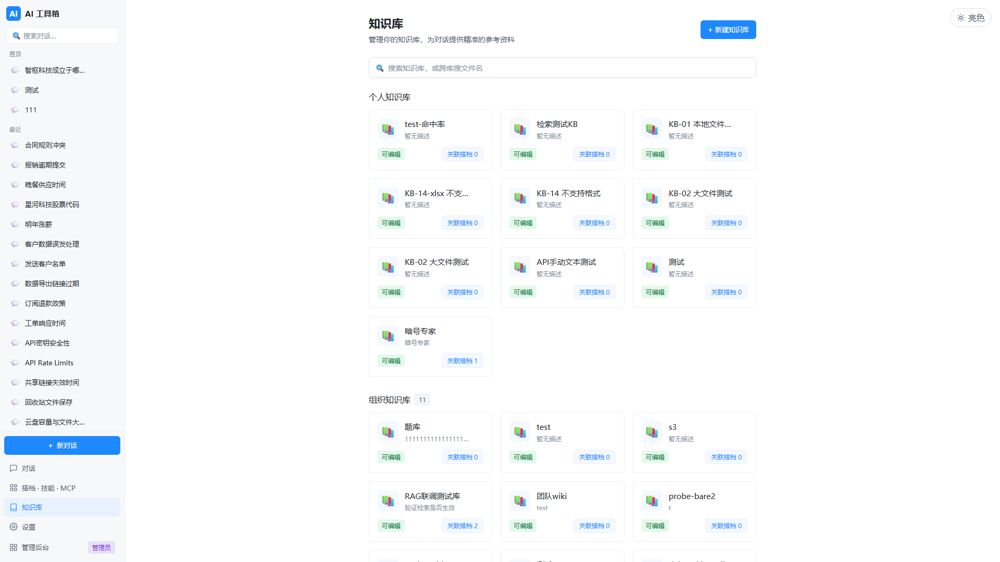 AI AI 工具箱
搜索对话...
置顶
智枢科技成立于哪...
测试
111
最近
合同规则冲突
报销逾期提交
晚餐供应时间
星河科技股票代码
明年涨薪
客户数据误发处理
发送客户名单
数据导出链接过期
订阅退款政策
工单响应时间
API密钥安全性
API Rate Limits
共享链接失效时间
回收站文件保存
云盘容量与文件大...
+ 新对话
对话
搭档 · 技能 · MCP
知识库
设置
管理后台 管理员
亮色
知识库
管理你的知识库，为对话提供精准的参考资料
+ 新建知识库
搜索知识库，或跨库搜文件名
个人知识库
test-命中率
暂无描述
可编辑 关联搭档 0
检索测试KB
暂无描述
可编辑 关联搭档 0
KB-01 本地文件...
暂无描述
可编辑 关联搭档 0
KB-14-xlsx 不支...
暂无描述
可编辑 关联搭档 0
KB-14 不支持格式
暂无描述
可编辑 关联搭档 0
KB-02 大文件测试
暂无描述
可编辑 关联搭档 0
KB-02 大文件测试
暂无描述
可编辑 关联搭档 0
API手动文本测试
暂无描述
可编辑 关联搭档 0
测试
暂无描述
可编辑 关联搭档 0
暗号专家
暗号专家
可编辑 关联搭档 1
组织知识库 11
题库
1111111111111111...
可编辑 关联搭档 0
test
暂无描述
可编辑 关联搭档 0
s3
暂无描述
可编辑 关联搭档 0
RAG联调测试库
验证检索是否生效
可编辑 关联搭档 2
团队wiki
test
可编辑 关联搭档 0
probe-bare2
t
可编辑 关联搭档 0